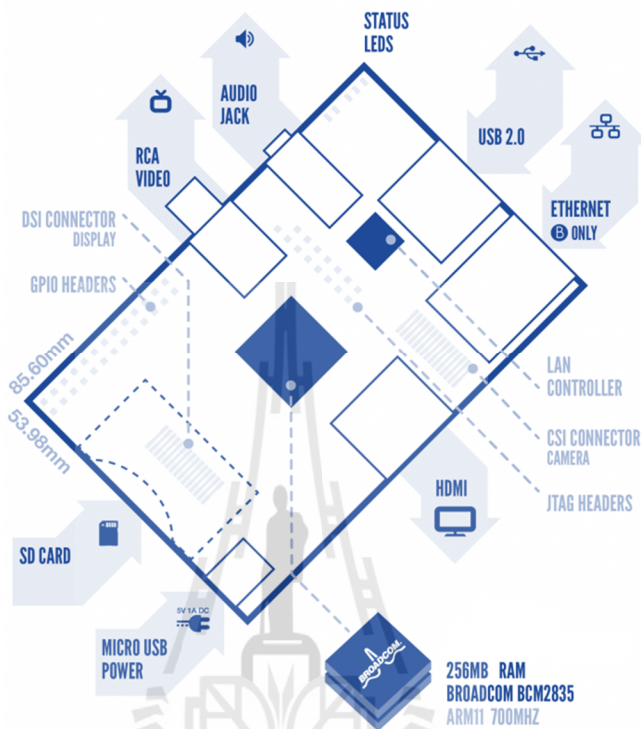 STATUS
LEDS
AUDIO
JACK
USB 2.0
RCA
VIDEO
ETHERNET
B ONLY
DSI CONNECTOR
DISPLAY
GPIO HEADERS
85.60mm
53.98mm
LAN
CONTROLLER
CSI CONNECTOR
CAMERA
JTAG HEADERS
HDMI
SD CARD
5V 1A DC
MICRO USB
POWER
BROADCOM.
256MB RAM
BROADCOM BCM2835
ARM11 700MHZ